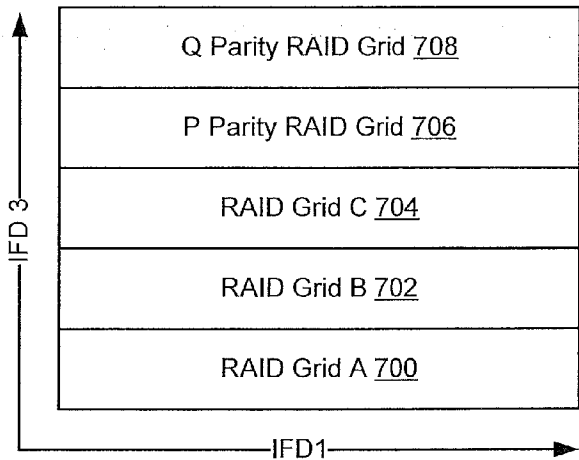 Q Parity RAID Grid 708
P Parity RAID Grid 706
RAID Grid C 704
RAID Grid B 702
RAID Grid A 700
IFD 3
IFD1